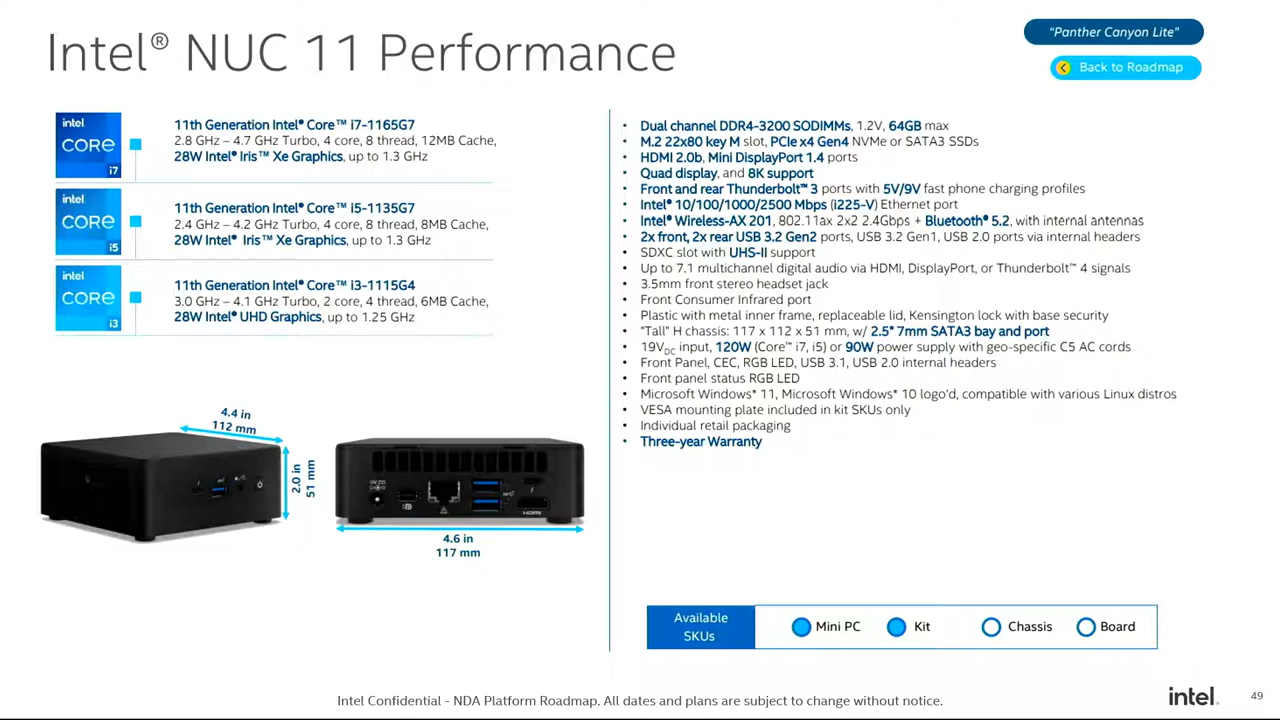 Intel® NUC 11 Performance
"Panther Canyon Lite"
Back to Roadmap
intel
CORE
i7
11th Generation Intel® Core™ i7-1165G7
2.8 GHz – 4.7 GHz Turbo, 4 core, 8 thread, 12MB Cache,
28W Intel® Iris™ Xe Graphics, up to 1.3 GHz
intel
CORE
i5
11th Generation Intel® Core™ i5-1135G7
2.4 GHz – 4.2 GHz Turbo, 4 core, 8 thread, 8MB Cache,
28W Intel® Iris™ Xe Graphics, up to 1.3 GHz
intel
CORE
i3
11th Generation Intel® Core™ i3-1115G4
3.0 GHz – 4.1 GHz Turbo, 2 core, 4 thread, 6MB Cache,
28W Intel® UHD Graphics, up to 1.25 GHz
4.4 in
112 mm
2.0 in
51 mm
HDMI
4.6 in
117 mm
• Dual channel DDR4-3200 SODIMMs, 1.2V, 64GB max
• M.2 22x80 key M slot, PCIe x4 Gen4 NVMe or SATA3 SSDs
• HDMI 2.0b, Mini DisplayPort 1.4 ports
• Quad display, and 8K support
• Front and rear Thunderbolt™ 3 ports with 5V/9V fast phone charging profiles
• Intel® 10/100/1000/2500 Mbps (i225-V) Ethernet port
• Intel® Wireless-AX 201, 802.11ax 2x2 2.4Gbps + Bluetooth® 5.2, with internal antennas
• 2x front, 2x rear USB 3.2 Gen2 ports, USB 3.2 Gen1, USB 2.0 ports via internal headers
• SDXC slot with UHS-II support
• Up to 7.1 multichannel digital audio via HDMI, DisplayPort, or Thunderbolt™ 4 signals
• 3.5mm front stereo headset jack
• Front Consumer Infrared port
• Plastic with metal inner frame, replaceable lid, Kensington lock with base security
• "Tall" H chassis: 117 x 112 x 51 mm, w/ 2.5" 7mm SATA3 bay and port
• 19VDC input, 120W (Core™ i7, i5) or 90W power supply with geo-specific C5 AC cords
• Front Panel, CEC, RGB LED, USB 3.1, USB 2.0 internal headers
• Front panel status RGB LED
• Microsoft Windows* 11, Microsoft Windows* 10 logo'd, compatible with various Linux distros
• VESA mounting plate included in kit SKUs only
• Individual retail packaging
• Three-year Warranty
Available
SKUs
Mini PC
Kit
Chassis
Board
Intel Confidential - NDA Platform Roadmap. All dates and plans are subject to change without notice.
intel.
49